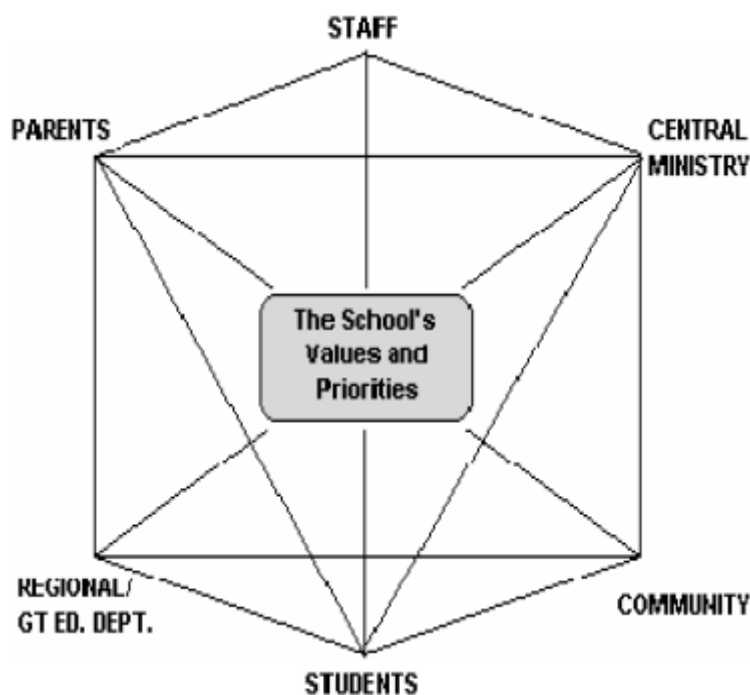 STAFF
PARENTS
CENTRAL
MINISTRY
The School's
Values and
Priorities
REGIONAL/
GT ED. DEPT.
COMMUNITY
STUDENTS